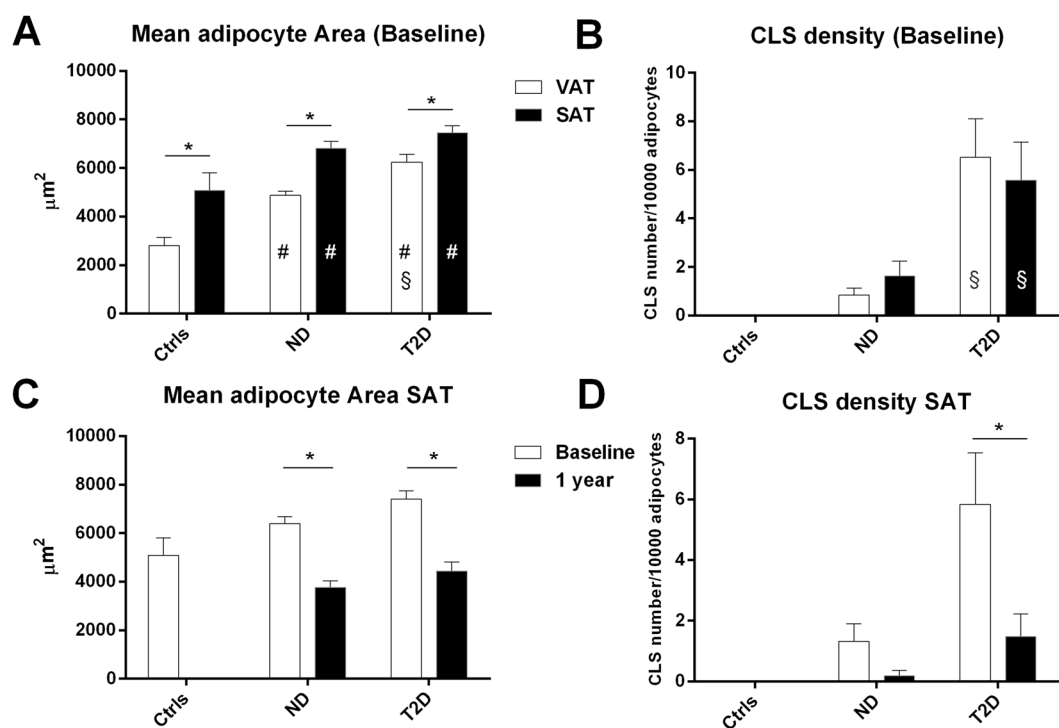 A
Mean adipocyte Area (Baseline)
10000
8000
6000
4000
2000
0
μm²
*
*
*
#
#
#
§
#
Ctrls
ND
T2D
VAT
SAT
B
CLS density (Baseline)
10
8
6
4
2
0
CLS number/10000 adipocytes
§
§
Ctrls
ND
T2D
C
Mean adipocyte Area SAT
10000
8000
6000
4000
2000
0
μm²
*
*
Ctrls
ND
T2D
Baseline
1 year
D
CLS density SAT
8
6
4
2
0
CLS number/10000 adipocytes
*
Ctrls
ND
T2D